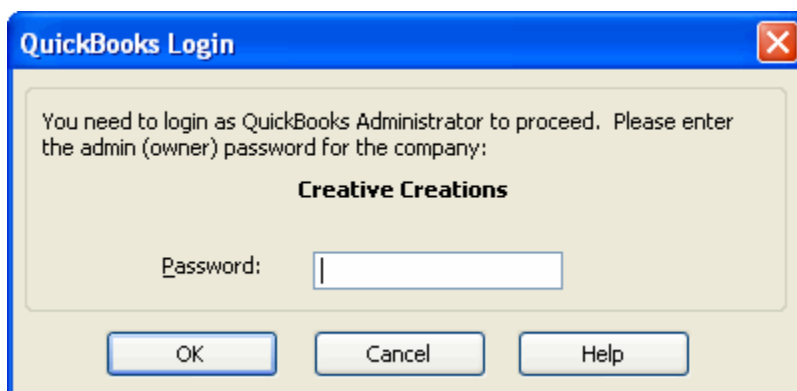 QuickBooks Login
You need to login as QuickBooks Administrator to proceed.  Please enter
the admin (owner) password for the company:
Creative Creations
Password:
OK Cancel Help